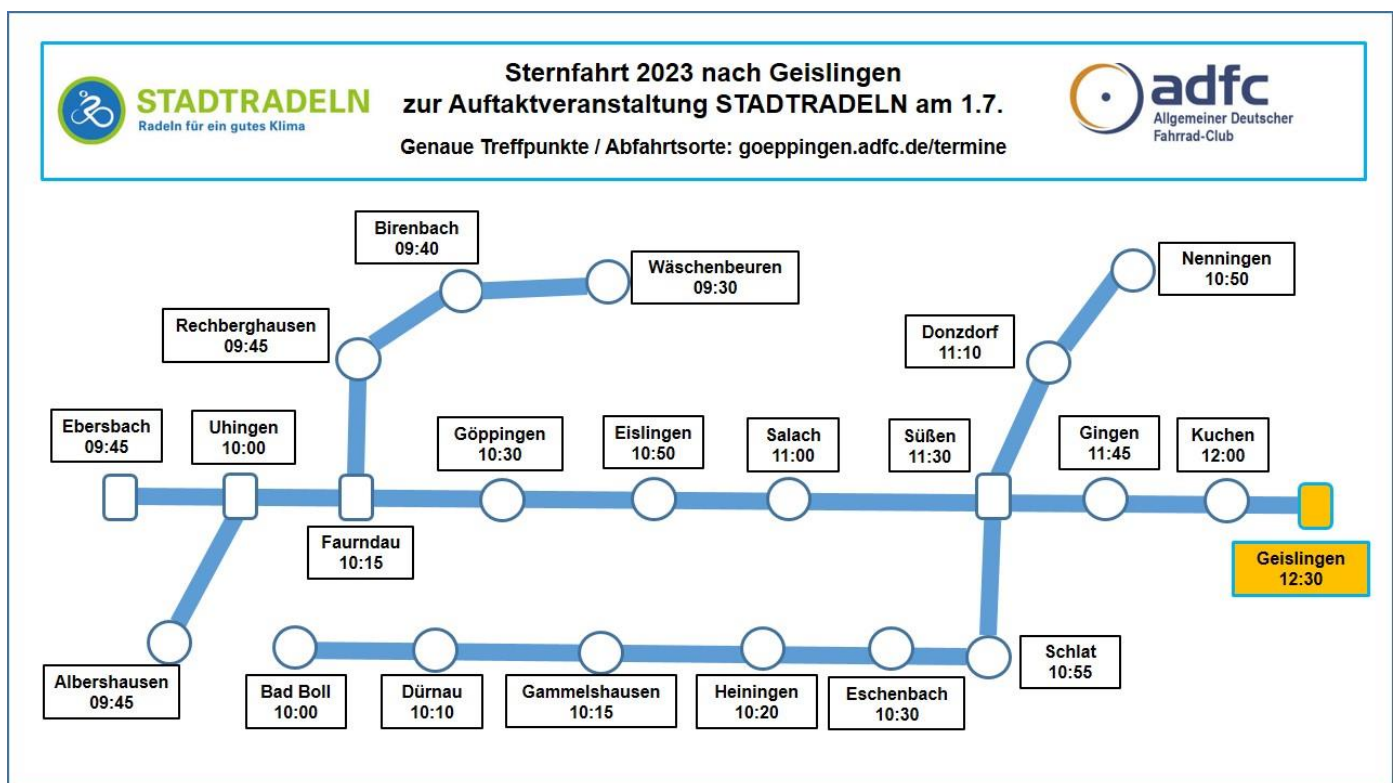 STADTRADELN
Radeln für ein gutes Klima
Sternfahrt 2023 nach Geislingen
zur Auftaktveranstaltung STADTRADELN am 1.7.
Genaue Treffpunkte / Abfahrtsorte: goeppingen.adfc.de/termine
adfc
Allgemeiner Deutscher
Fahrrad-Club
Birenbach
09:40
Wäschenbeuren
09:30
Nenningen
10:50
Rechberghausen
09:45
Donzdorf
11:10
Ebersbach
09:45
Uhingen
10:00
Göppingen
10:30
Eislingen
10:50
Salach
11:00
Süßen
11:30
Gingen
11:45
Kuchen
12:00
Faurndau
10:15
Geislingen
12:30
Albershausen
09:45
Bad Boll
10:00
Dürnau
10:10
Gammelshausen
10:15
Heiningen
10:20
Eschenbach
10:30
Schlat
10:55